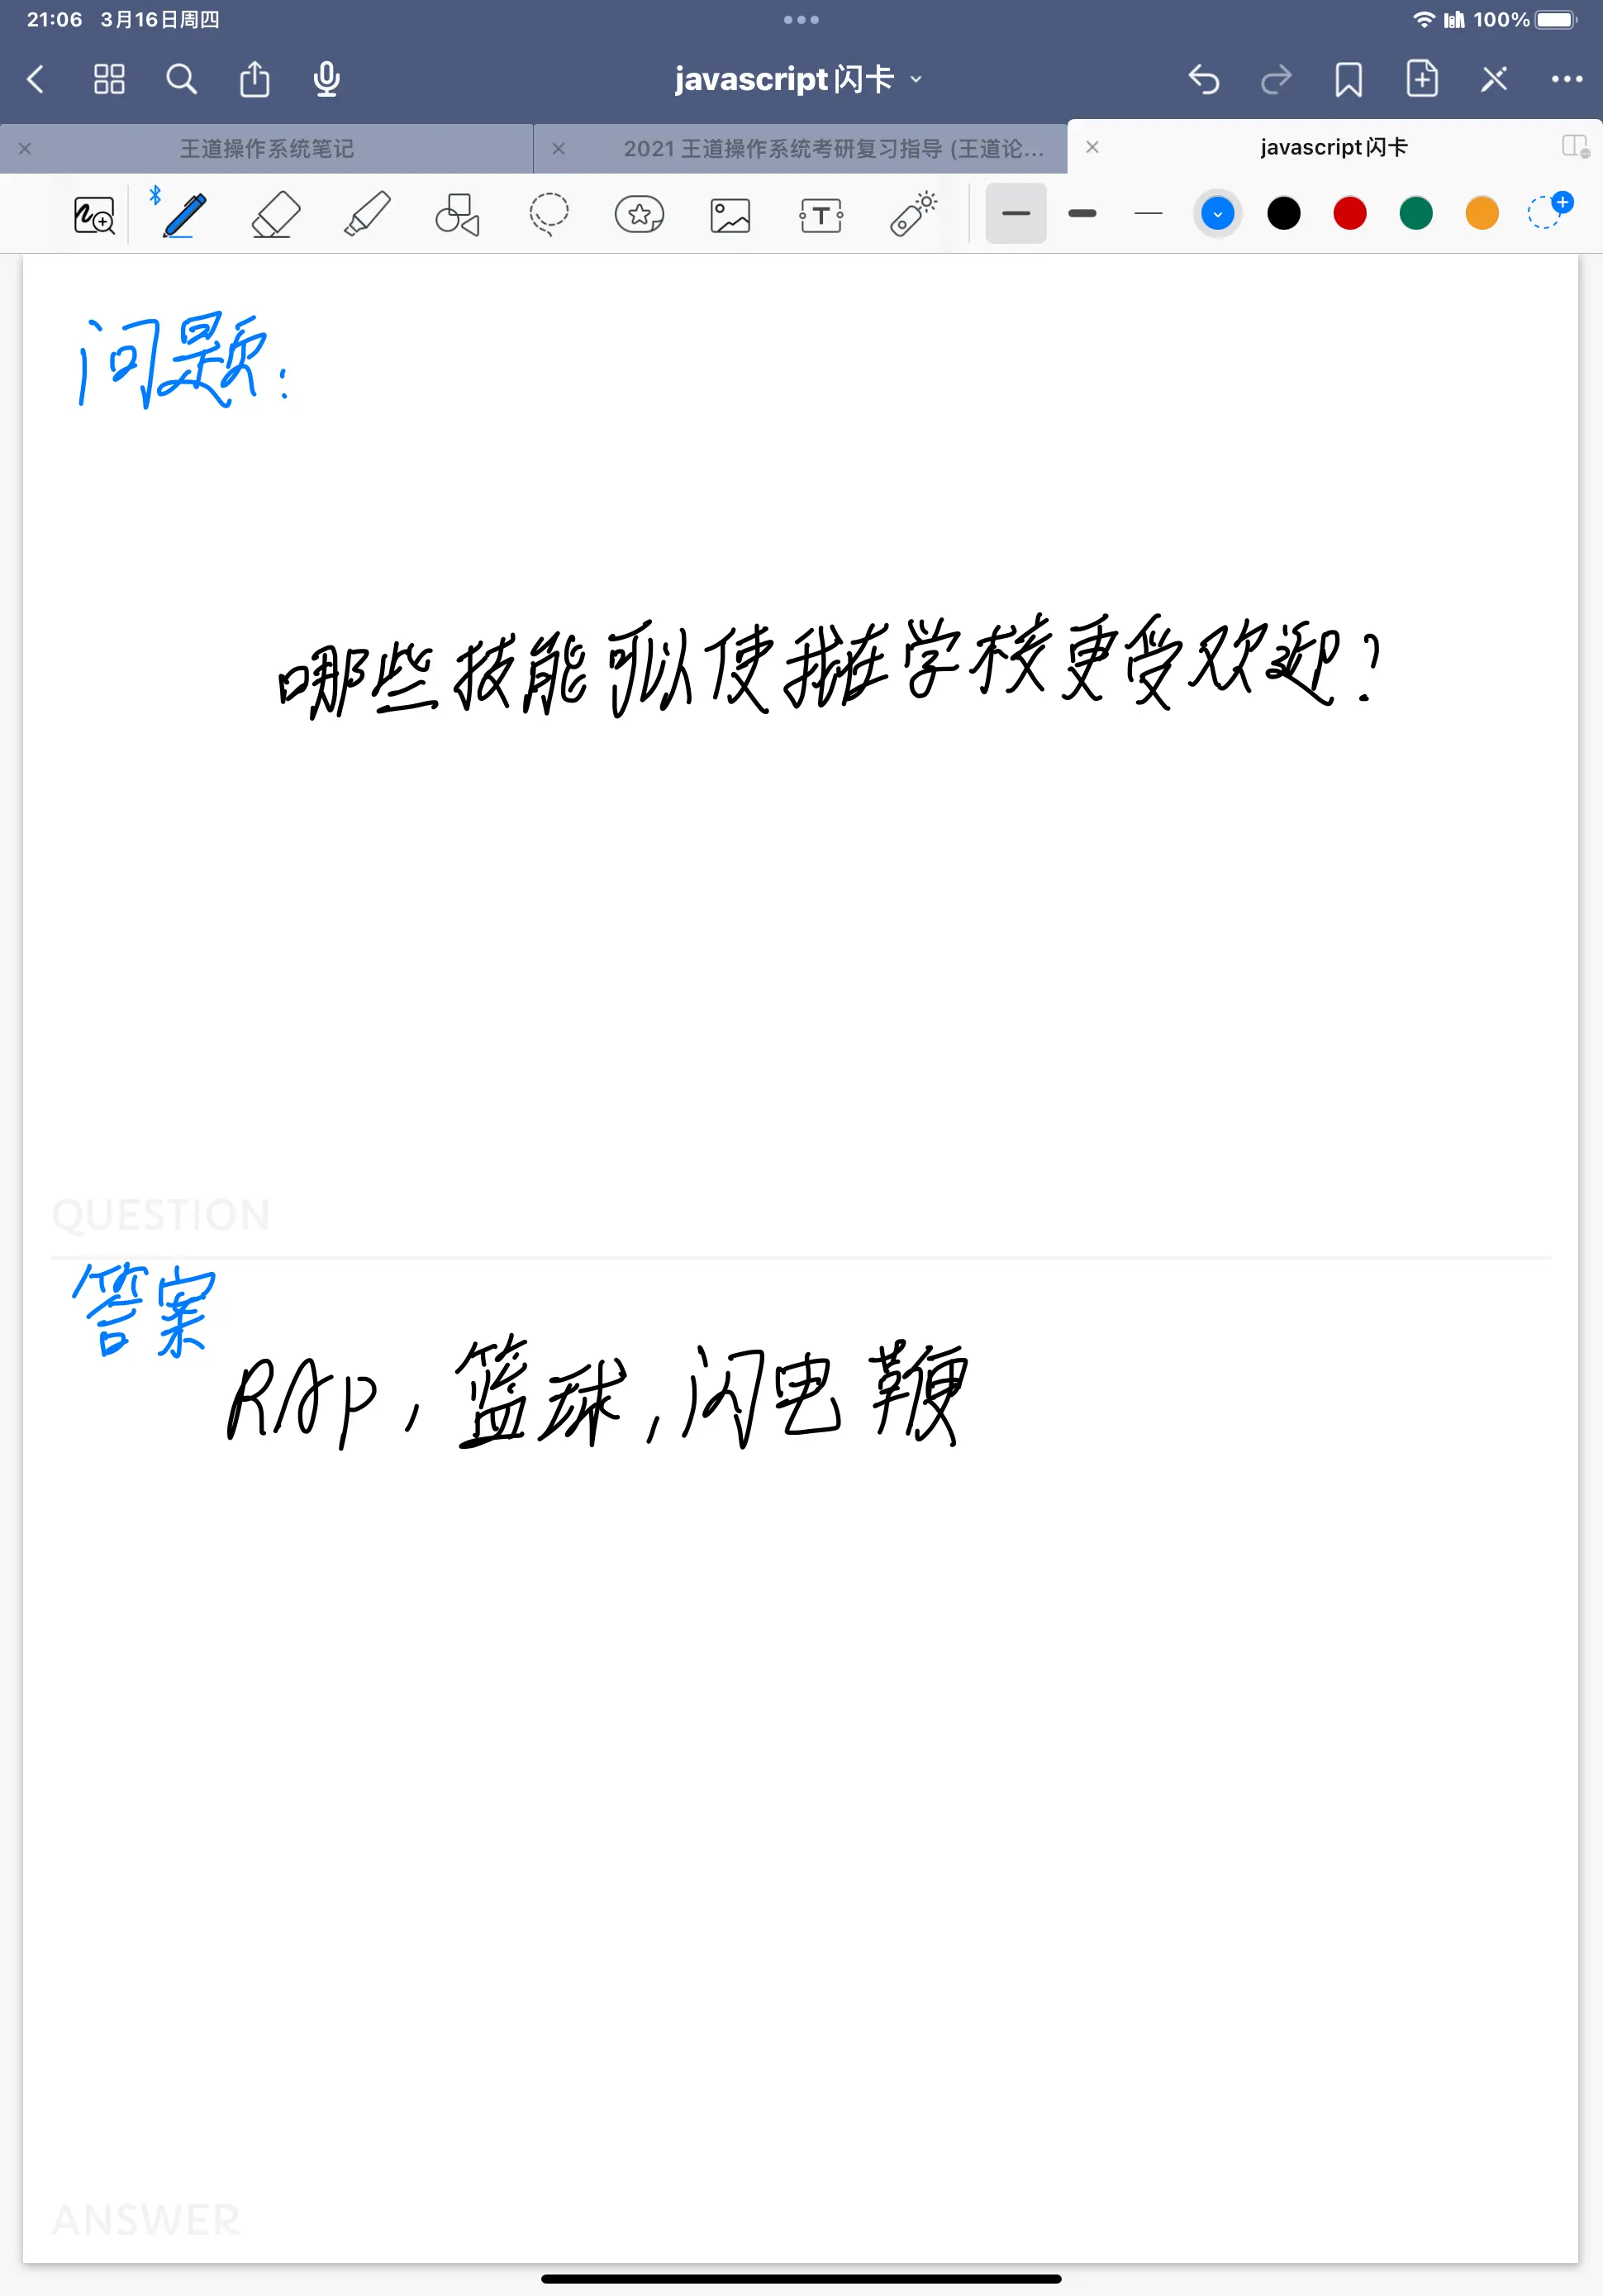 21:06 3月16日周四
100%
javascript闪卡
王道操作系统笔记
2021 王道操作系统考研复习指导 (王道论...
javascript闪卡
问题:
哪些技能可以使我在学校更受欢迎?
QUESTION
答案
RAP, 篮球, 闪电鞭
ANSWER